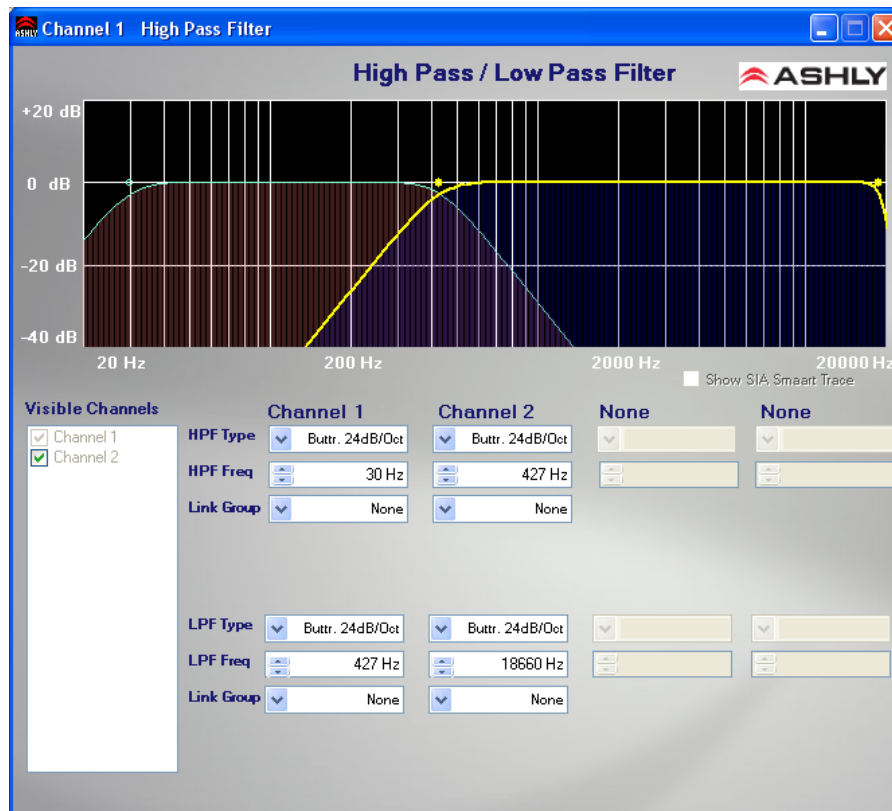 ASHLY Channel 1 High Pass Filter
High Pass / Low Pass Filter
ASHLY
+20 dB
0 dB
-20 dB
-40 dB
20 Hz 200 Hz 2000 Hz 20000 Hz
Show SIA Smaart Trace
Visible Channels
Channel 1
Channel 2
Channel 1 Channel 2 None None
HPF Type Buttr. 24dB/Oct Buttr. 24dB/Oct
HPF Freq 30 Hz 427 Hz
Link Group None None
LPF Type Buttr. 24dB/Oct Buttr. 24dB/Oct
LPF Freq 427 Hz 18660 Hz
Link Group None None